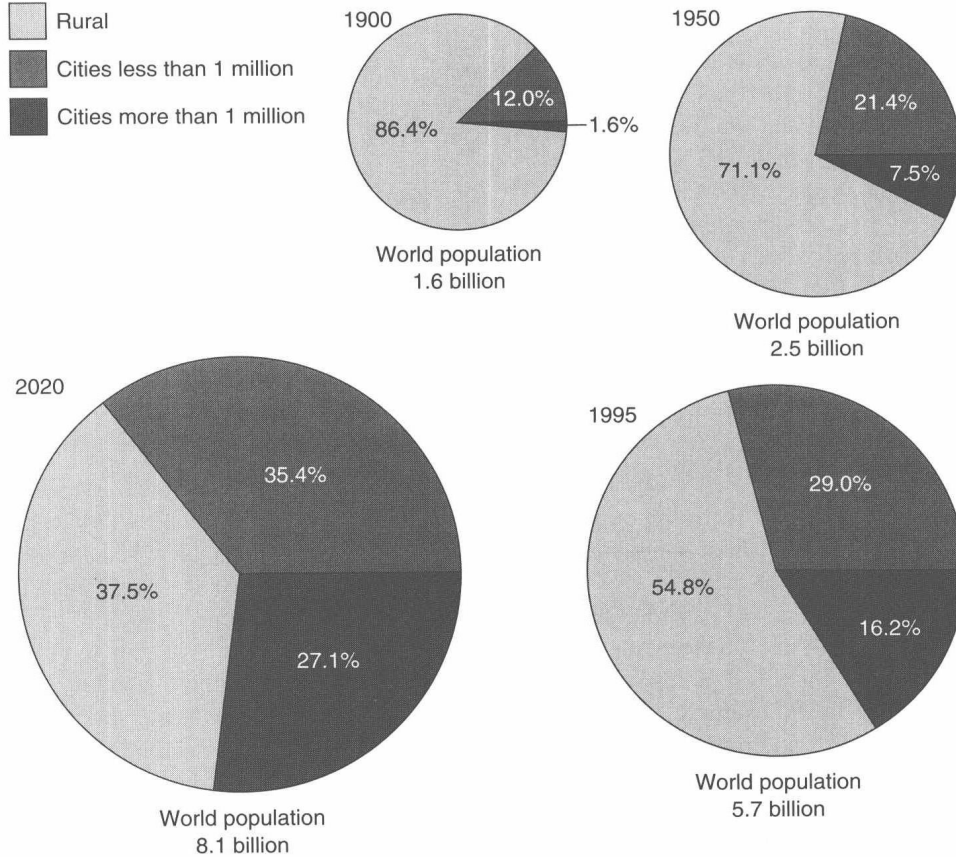 Rural
Cities less than 1 million
Cities more than 1 million
1900
86.4%
12.0%
1.6%
World population
1.6 billion
1950
71.1%
21.4%
7.5%
World population
2.5 billion
2020
35.4%
37.5%
27.1%
World population
8.1 billion
1995
29.0%
54.8%
16.2%
World population
5.7 billion